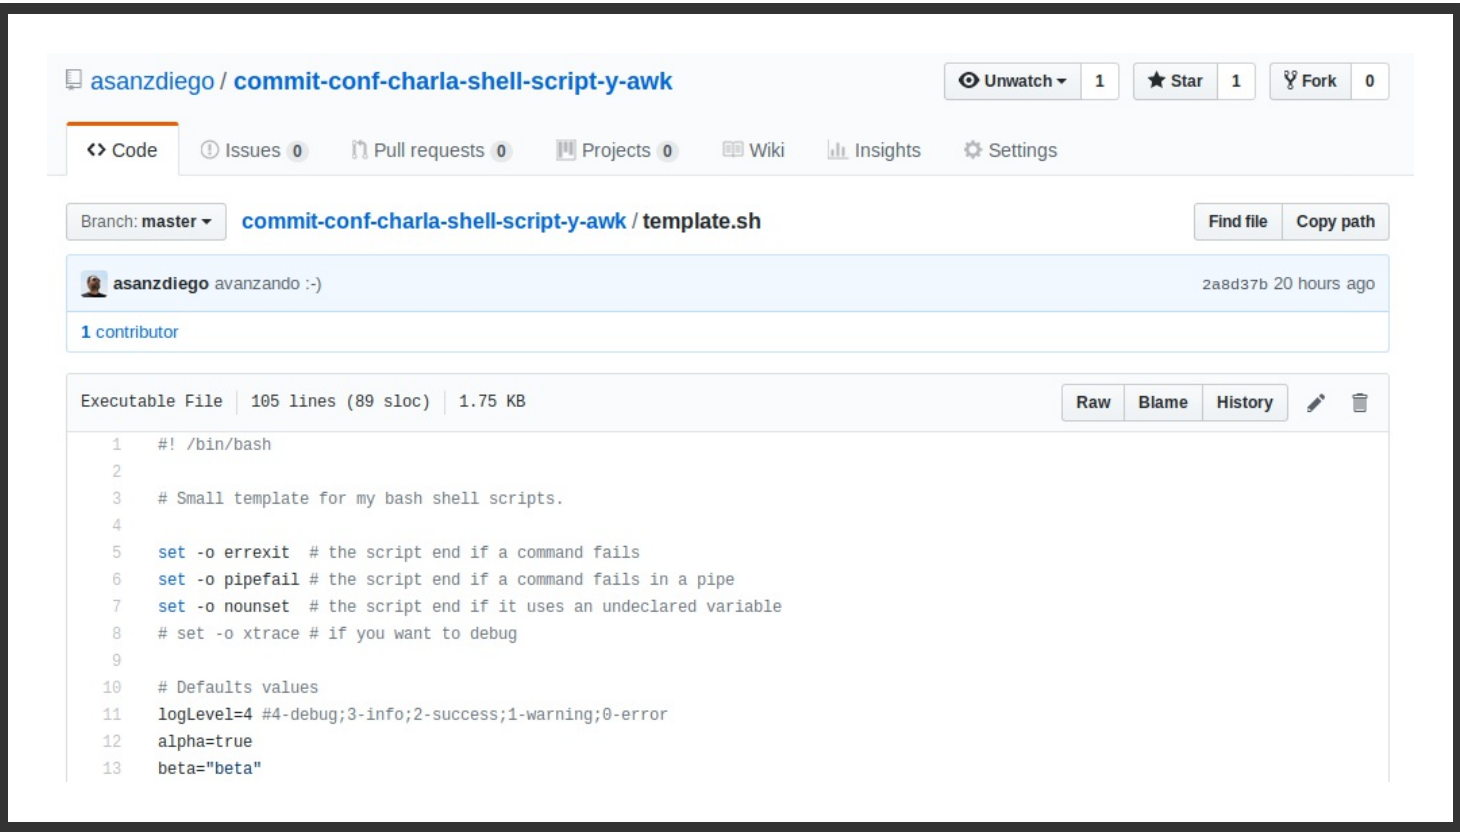 asanzdiego / commit-conf-charla-shell-script-y-awk
Unwatch 1 Star 1 Fork 0
Code Issues 0 Pull requests 0 Projects 0 Wiki Insights Settings
Branch: master commit-conf-charla-shell-script-y-awk / template.sh Find file Copy path
asanzdiego avanzando :-) 2a8d37b 20 hours ago
1 contributor
Executable File 105 lines (89 sloc) 1.75 KB Raw Blame History
1 #! /bin/bash
2
3 # Small template for my bash shell scripts.
4
5 set -o errexit  # the script end if a command fails
6 set -o pipefail # the script end if a command fails in a pipe
7 set -o nounset  # the script end if it uses an undeclared variable
8 # set -o xtrace # if you want to debug
9
10 # Defaults values
11 logLevel=4 #4-debug;3-info;2-success;1-warning;0-error
12 alpha=true
13 beta="beta"